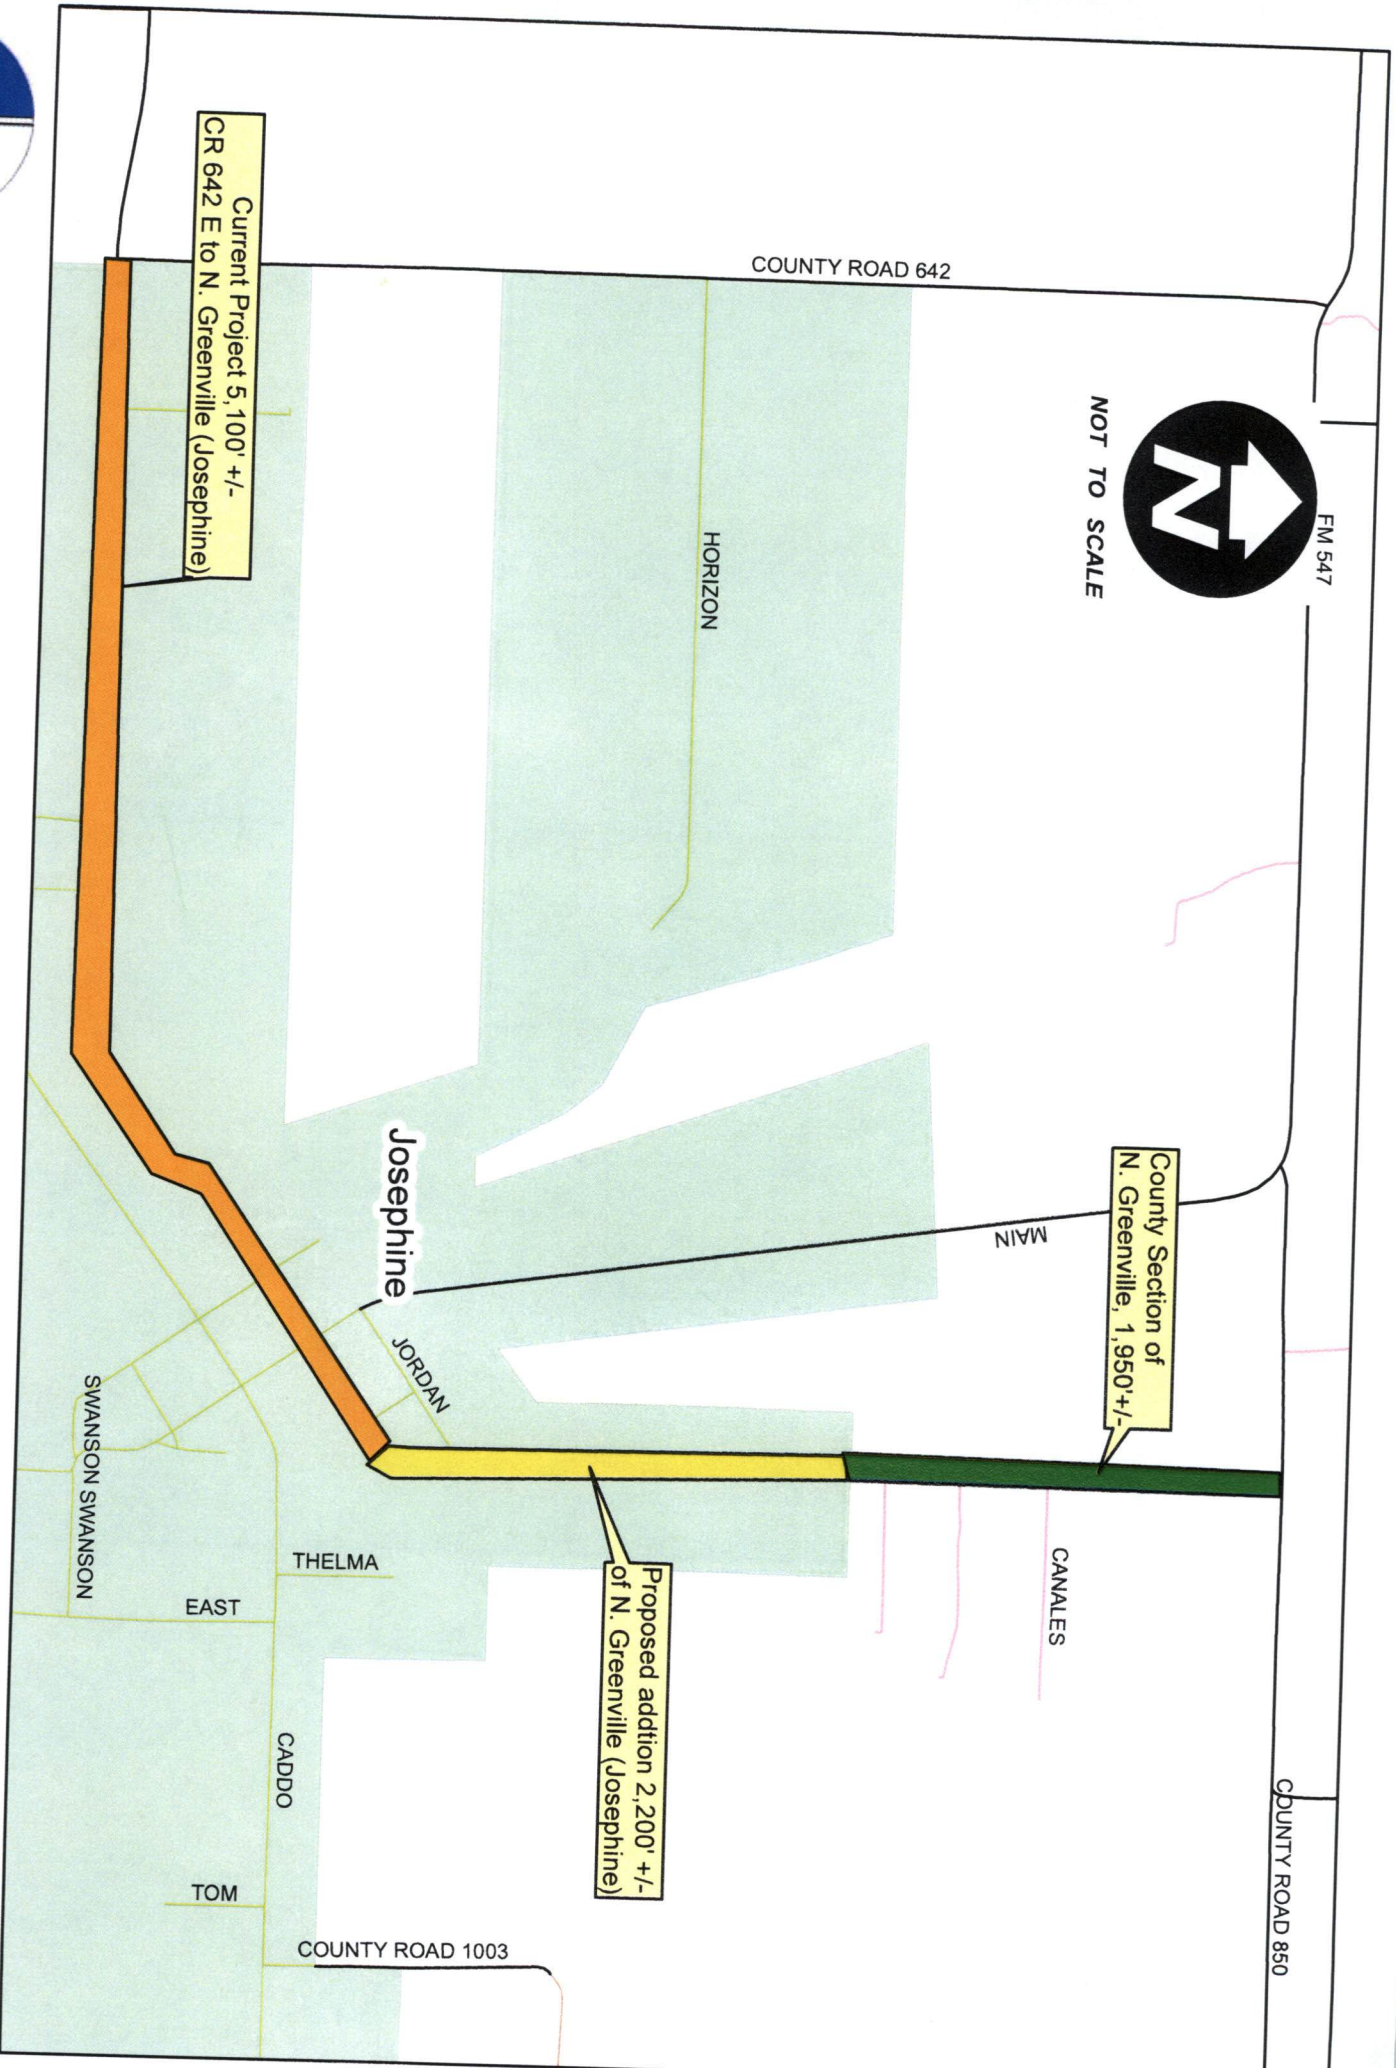 FM 547
COUNTY ROAD 850
N
NOT TO SCALE
County Section of
N. Greenville, 1,950'+/-
CANALES
MAIN
COUNTY ROAD 642
HORIZON
Proposed addtion 2,200' +/-
of N. Greenville (Josephine)
Josephine
JORDAN
COUNTY ROAD 1003
THELMA
CADDO
Current Project 5,100' +/-
CR 642 E to N. Greenville (Josephine)
EAST
TOM
SWANSON SWANSON